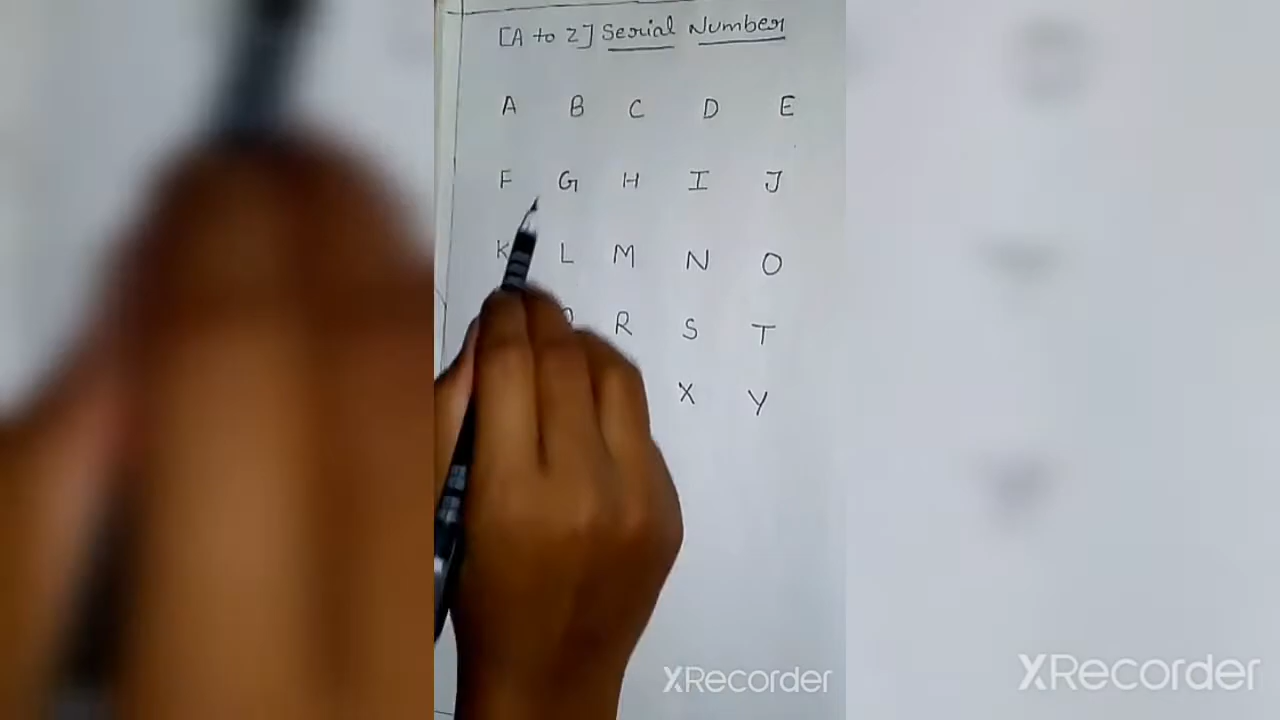 [A to Z] Serial Number
A B C D E
F G H I J
K L M N O
R S T
X Y
XRecorder
XRecorder